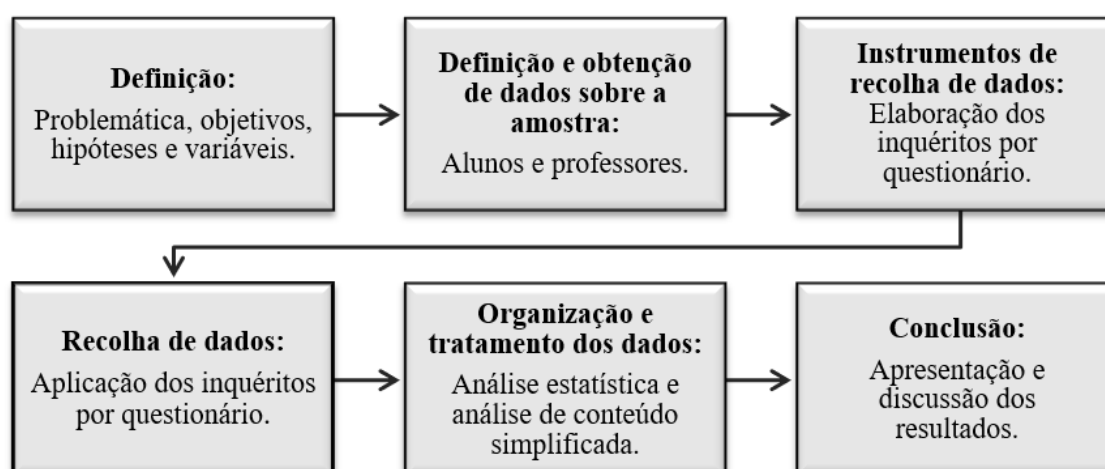 Definição:
Problemática, objetivos,
hipóteses e variáveis.
Definição e obtenção
de dados sobre a
amostra:
Alunos e professores.
Instrumentos de
recolha de dados:
Elaboração dos
inquéritos por
questionário.
Recolha de dados:
Aplicação dos inquéritos
por questionário.
Organização e
tratamento dos dados:
Análise estatística e
análise de conteúdo
simplificada.
Conclusão:
Apresentação e
discussão dos
resultados.